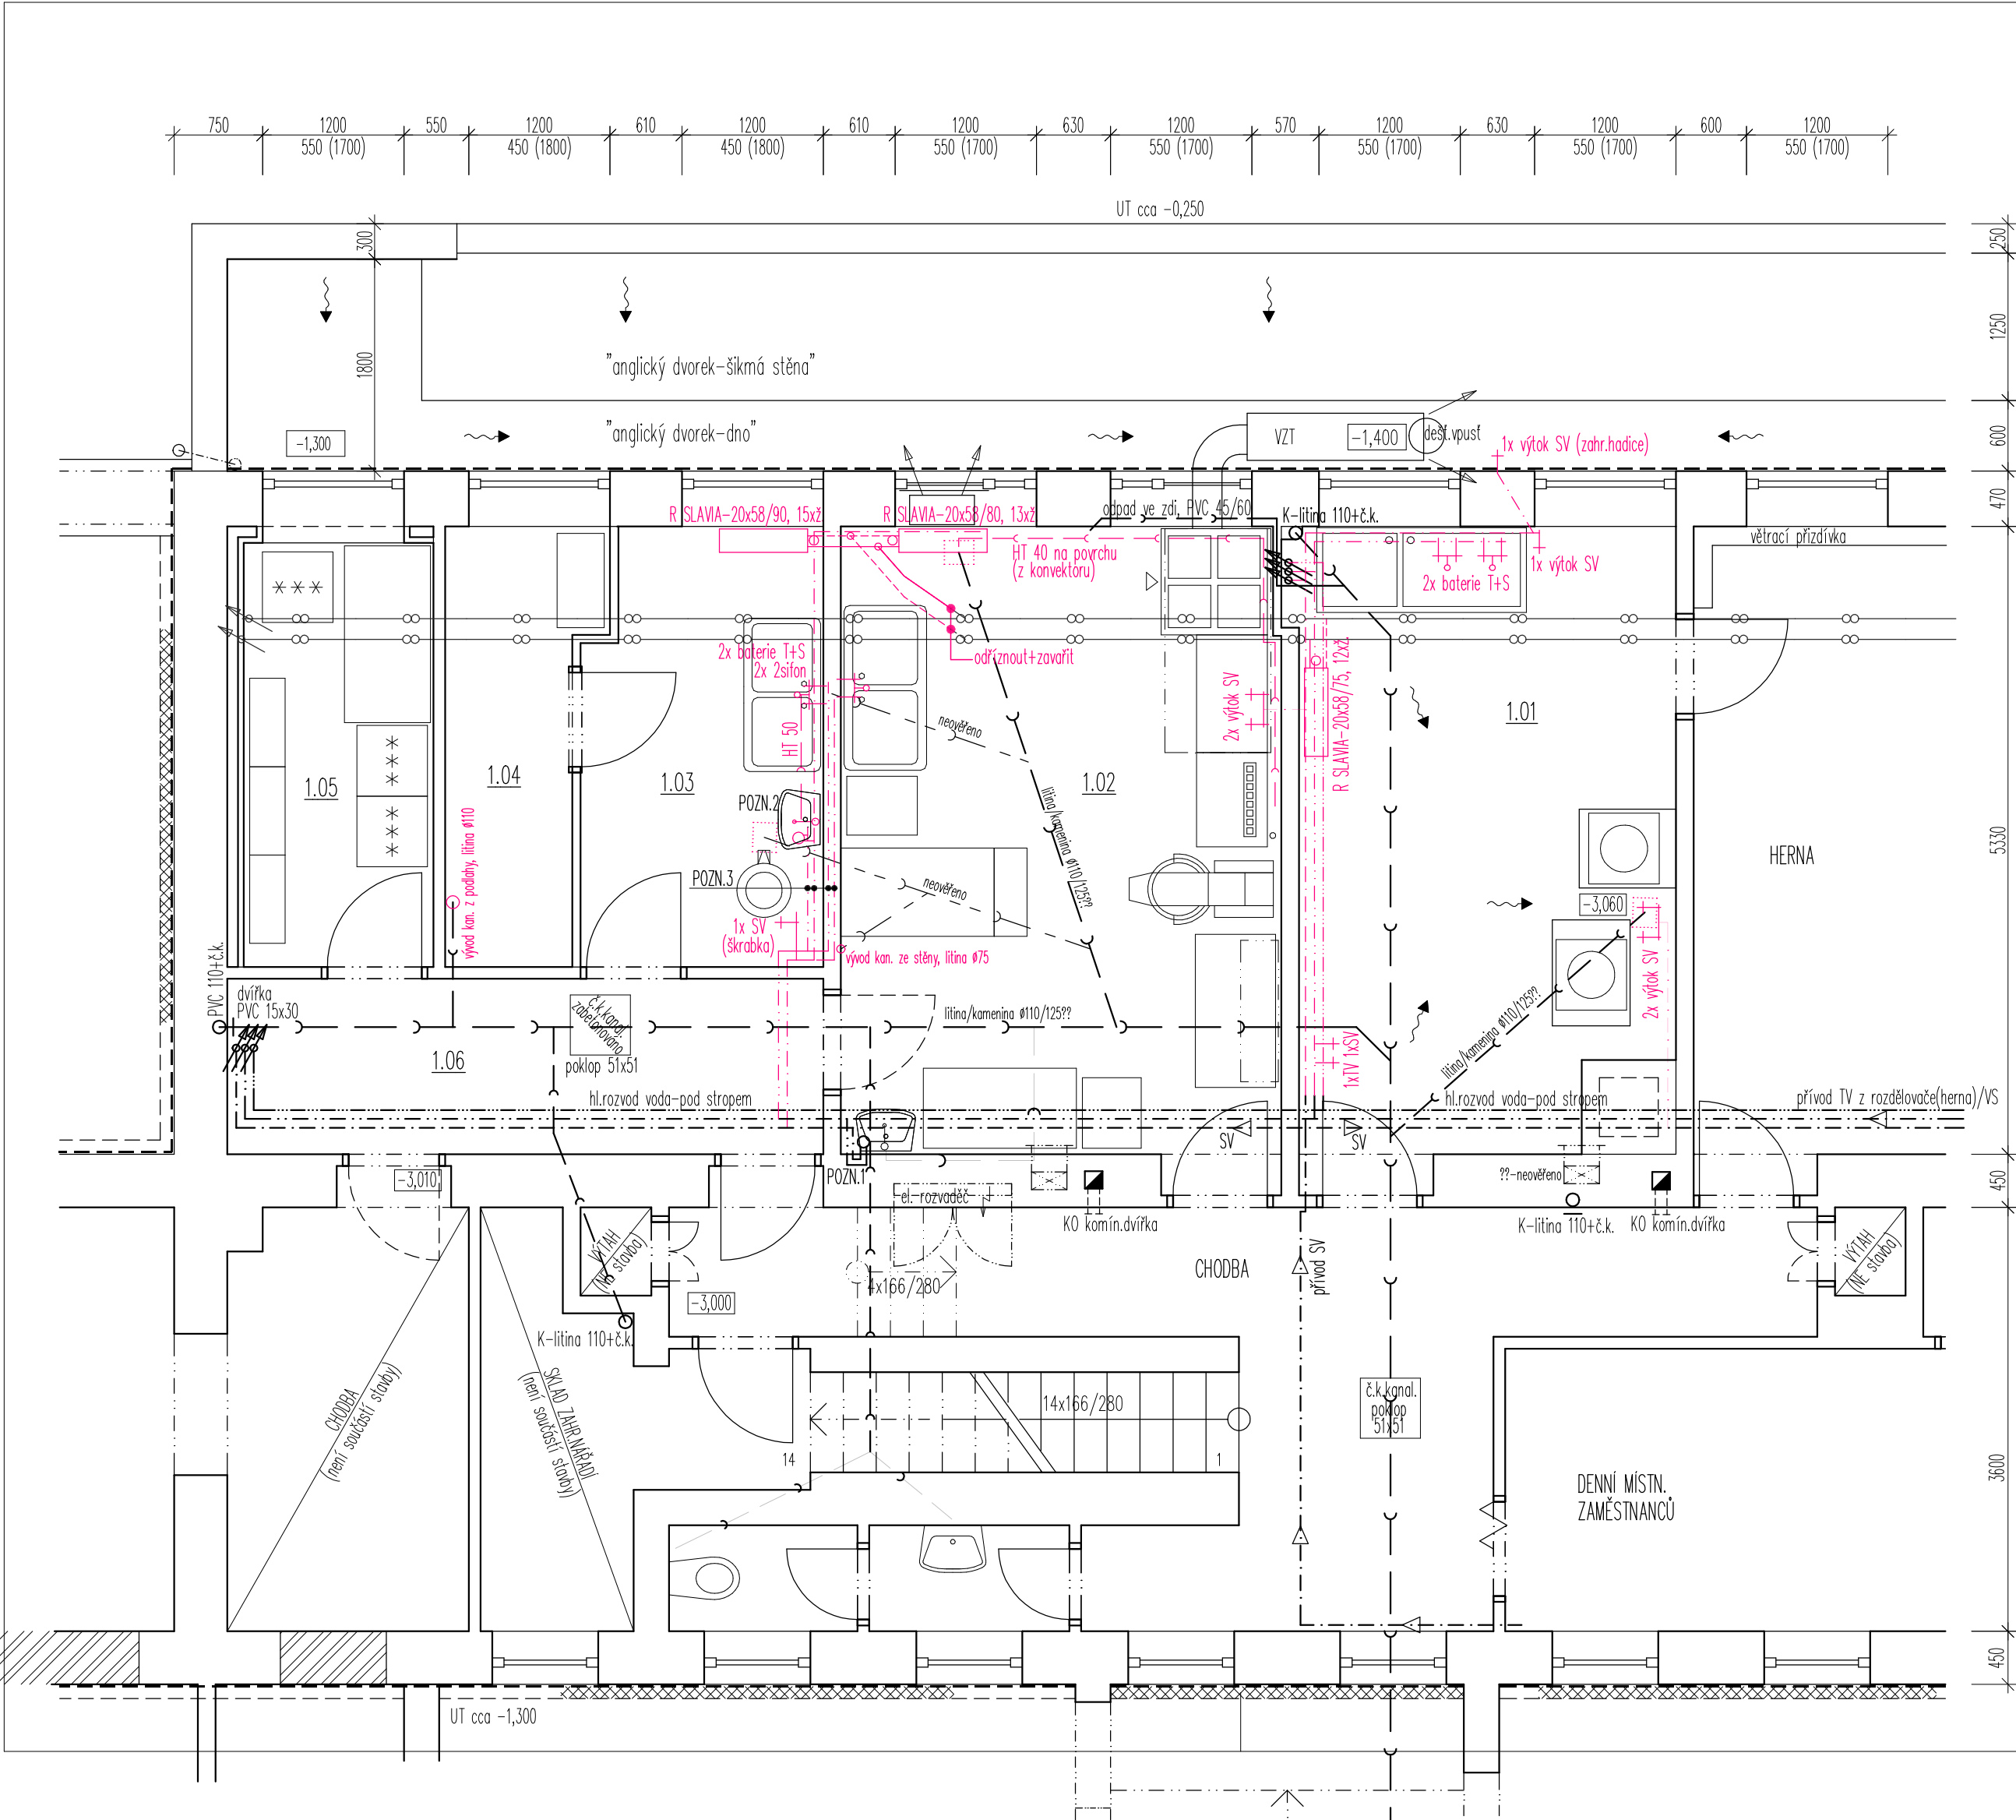 750
1200
550 (1700)
550
1200
450 (1800)
610
1200
450 (1800)
610
1200
550 (1700)
630
1200
550 (1700)
570
1200
550 (1700)
630
1200
550 (1700)
600
1200
550 (1700)
UT cca -0,250
300
1800
250
1250
600
470
5330
450
3600
450
"anglický dvorek-šikmá stěna"
"anglický dvorek-dno"
-1,300
VZT
-1,400
dešť.vpusť
1x výtok SV (zahr.hadice)
R SLAVIA-20x58/90, 15xž
R SLAVIA-20x58/80, 13xž
odpad ve zdi, PVC 45/60
K-litina 110+č.k.
HT 40 na povrchu
(z konvektoru)
2x baterie T+S
1x výtok SV
větrací přizdívka
2x baterie T+S
2x 2sifon
odříznout+zavařit
neověřeno
HT 50
2x výtok SV
R SLAVIA-20x58/75, 12xž
1.01
1.02
1.03
1.04
1.05
POZN.2
POZN.3
1x SV
(škrabka)
neověřeno
litina/kamenina ø110/125??
vývod kan. z podlahy, litina ø110
vývod kan. ze stěny, litina ø75
HERNA
-3,060
2x výtok SV
PVC 110+č.k.
dvířka
PVC 15x30
č.k.kanal.
zabetonováno
poklop 51x51
1.06
litina/kamenina ø110/125??
litina/kamenina ø110/125??
1xTV 1xSV
hl.rozvod voda-pod stropem
hl.rozvod voda-pod stropem
přívod TV z rozdělovače(herna)/VS
SV
SV
POZN.1
-3,010
el. rozvaděč
??-neověřeno
KO komín.dvířka
K-litina 110+č.k.
KO komín.dvířka
VÝTAH
(NE stavba)
VÝTAH
(NE stavba)
CHODBA
přívod SV
4x166/280
-3,000
K-litina 110+č.k.
CHODBA
(není součástí stavby)
SKLAD ZAHR.NÁŘADÍ
(není součástí stavby)
14x166/280
14
1
č.k.kanal.
poklop
51x51
DENNÍ MÍSTN.
ZAMĚSTNANCŮ
UT cca -1,300